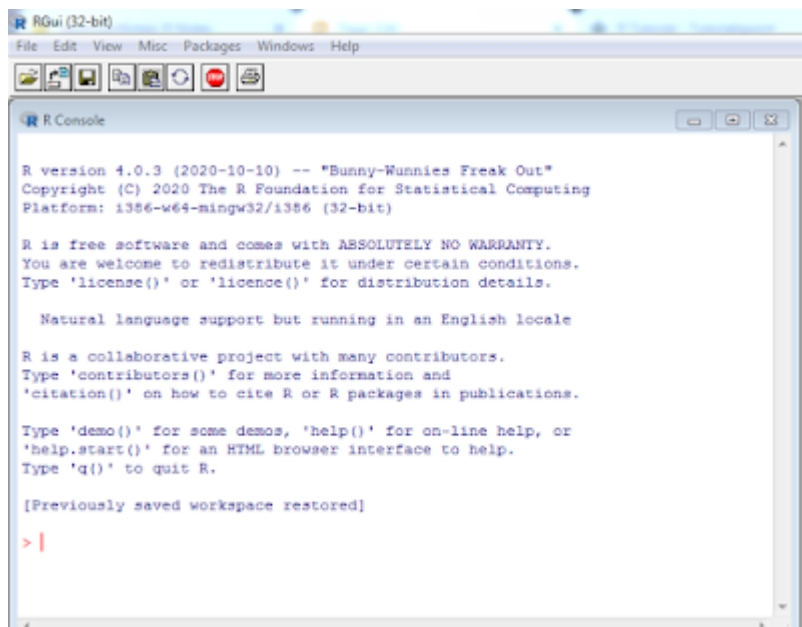 RGui (32-bit)
File Edit View Misc Packages Windows Help
STOP
R Console
R version 4.0.3 (2020-10-10) -- "Bunny-Wunnies Freak Out"
Copyright (C) 2020 The R Foundation for Statistical Computing
Platform: i386-w64-mingw32/i386 (32-bit)
R is free software and comes with ABSOLUTELY NO WARRANTY.
You are welcome to redistribute it under certain conditions.
Type 'license()' or 'licence()' for distribution details.
Natural language support but running in an English locale
R is a collaborative project with many contributors.
Type 'contributors()' for more information and
'citation()' on how to cite R or R packages in publications.
Type 'demo()' for some demos, 'help()' for on-line help, or
'help.start()' for an HTML browser interface to help.
Type 'q()' to quit R.
[Previously saved workspace restored]
>